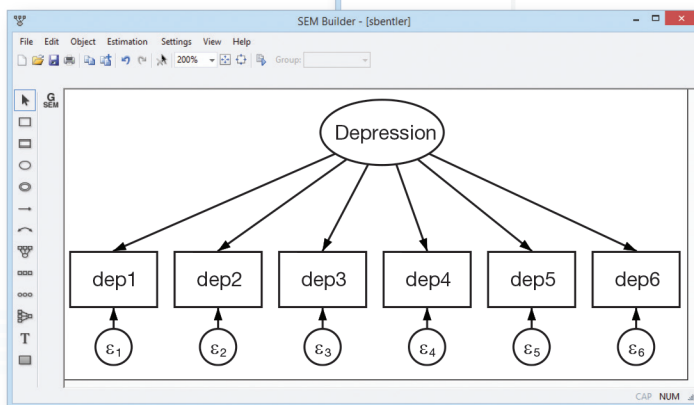 SEM Builder - [sbentler]
File Edit Object Estimation Settings View Help
200% Group:
G
SEM
Depression
dep1 dep2 dep3 dep4 dep5 dep6
ε1 ε2 ε3 ε4 ε5 ε6
T
CAP NUM